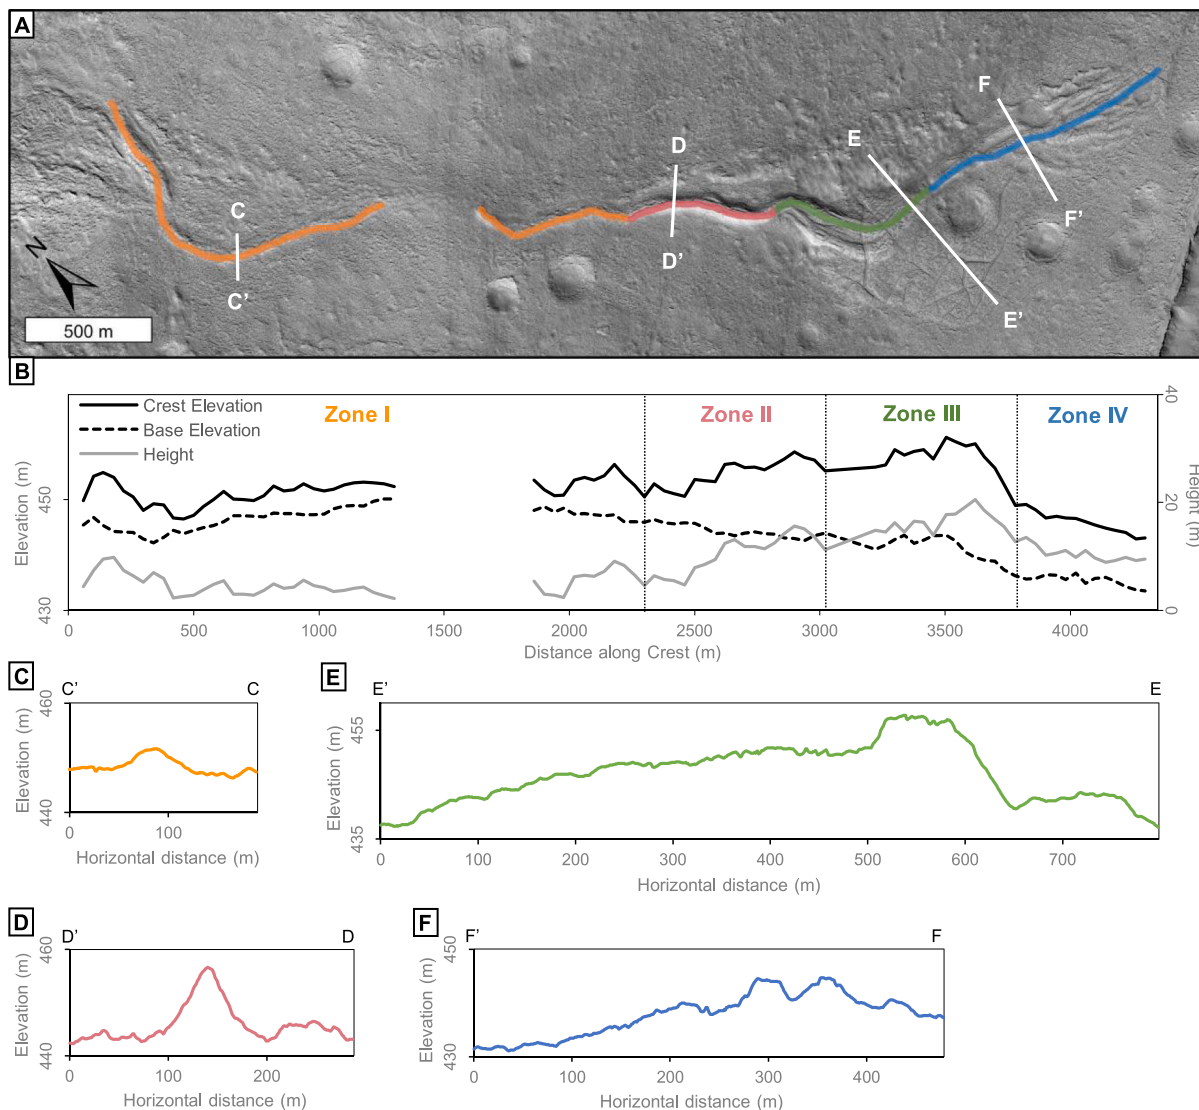 A
C
C'
D
D'
E
E'
F
F'
N
500 m
B
Crest Elevation
Base Elevation
Height
Zone I
Zone II
Zone III
Zone IV
Elevation (m)
450
430
40
20
0
Height (m)
0 500 1000 1500 2000 2500 3000 3500 4000
Distance along Crest (m)
C
C' C
Elevation (m)
460
440
0 100
Horizontal distance (m)
E
E' E
Elevation (m)
455
435
0 100 200 300 400 500 600 700
Horizontal distance (m)
D
D' D
Elevation (m)
460
440
0 100 200
Horizontal distance (m)
F
F' F
Elevation (m)
450
430
0 100 200 300 400
Horizontal distance (m)